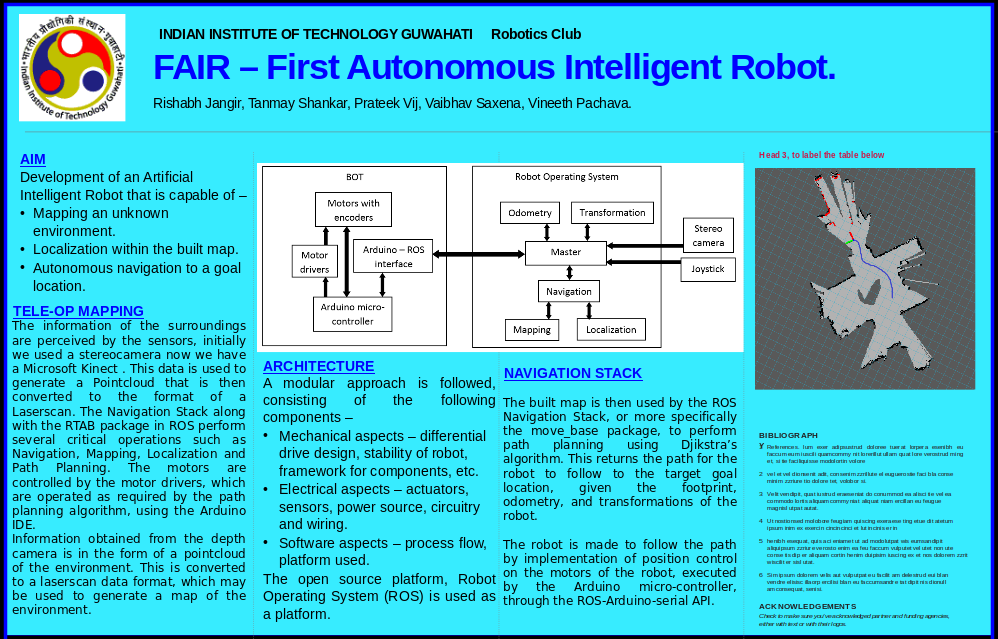 भारतीय प्रौद्योगिकी संस्थान गुवाहाटी
Indian Institute of Technology Guwahati
INDIAN INSTITUTE OF TECHNOLOGY GUWAHATI Robotics Club
FAIR – First Autonomous Intelligent Robot.
Rishabh Jangir, Tanmay Shankar, Prateek Vij, Vaibhav Saxena, Vineeth Pachava.
AIM
Development of an Artificial
Intelligent Robot that is capable of –
• Mapping an unknown
environment.
• Localization within the built map.
• Autonomous navigation to a goal
location.
TELE-OP MAPPING
The information of the surroundings
are perceived by the sensors, initially
we used a stereocamera now we have
a Microsoft Kinect . This data is used to
generate a Pointcloud that is then
converted to the format of a
Laserscan. The Navigation Stack along
with the RTAB package in ROS perform
several critical operations such as
Navigation, Mapping, Localization and
Path Planning. The motors are
controlled by the motor drivers, which
are operated as required by the path
planning algorithm, using the Arduino
IDE.
Information obtained from the depth
camera is in the form of a pointcloud
of the environment. This is converted
to a laserscan data format, which may
be used to generate a map of the
environment.
BOT
Motors with
encoders
Motor
drivers
Arduino – ROS
interface
Arduino micro-
controller
Robot Operating System
Odometry
Transformation
Master
Navigation
Mapping
Localization
Stereo
camera
Joystick
ARCHITECTURE
A modular approach is followed,
consisting of the following
components –
• Mechanical aspects – differential
drive design, stability of robot,
framework for components, etc.
• Electrical aspects – actuators,
sensors, power source, circuitry
and wiring.
• Software aspects – process flow,
platform used.
The open source platform, Robot
Operating System (ROS) is used as
a platform.
NAVIGATION STACK
The built map is then used by the ROS
Navigation Stack, or more specifically
the move_base package, to perform
path planning using Djikstra's
algorithm. This returns the path for the
robot to follow to the target goal
location, given the footprint,
odometry, and transformations of the
robot.
The robot is made to follow the path
by implementation of position control
on the motors of the robot, executed
by the Arduino micro-controller,
through the ROS-Arduino-serial API.
Head 3, to label the table below
BIBLIOGRAPH
Y
References,
2
3
4
5
6
ACKNOWLEDGEMENTS
Check to make sure you've acknowledged partner and funding agencies,
either with text or with their logos.